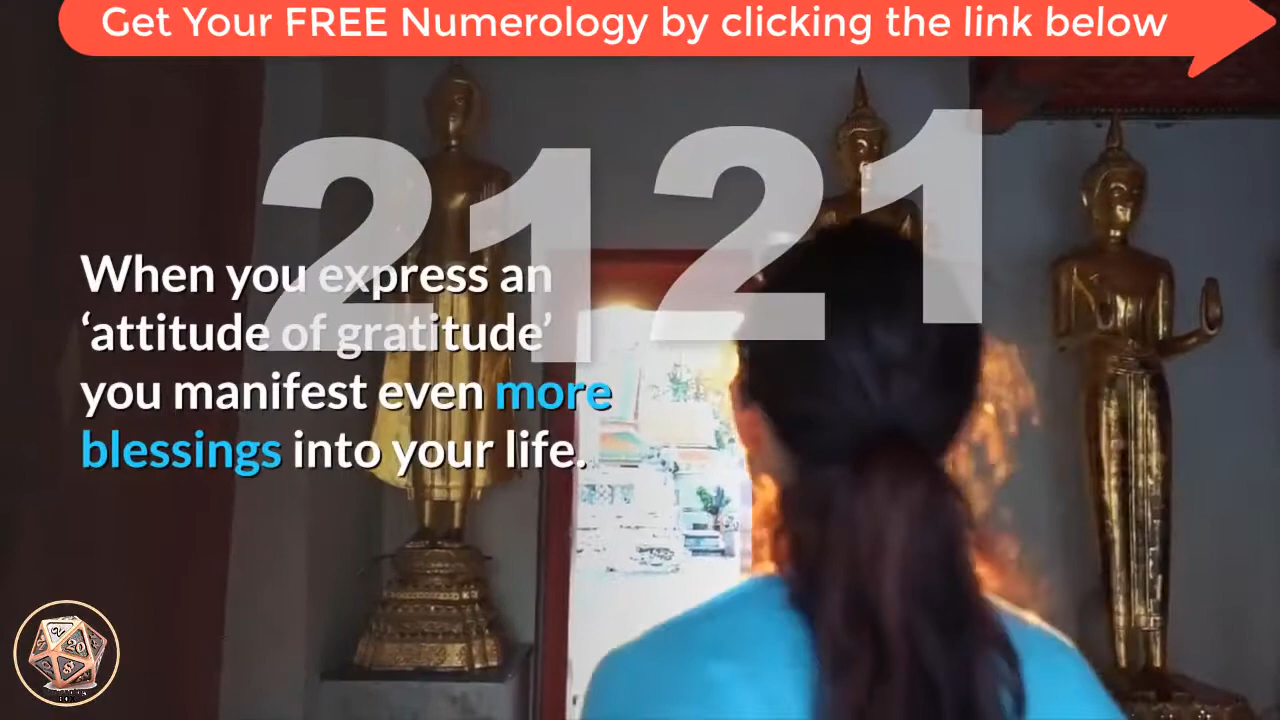 Get Your FREE Numerology by clicking the link below
2121
When you express an
‘attitude of gratitude’
you manifest even more
blessings into your life.
20